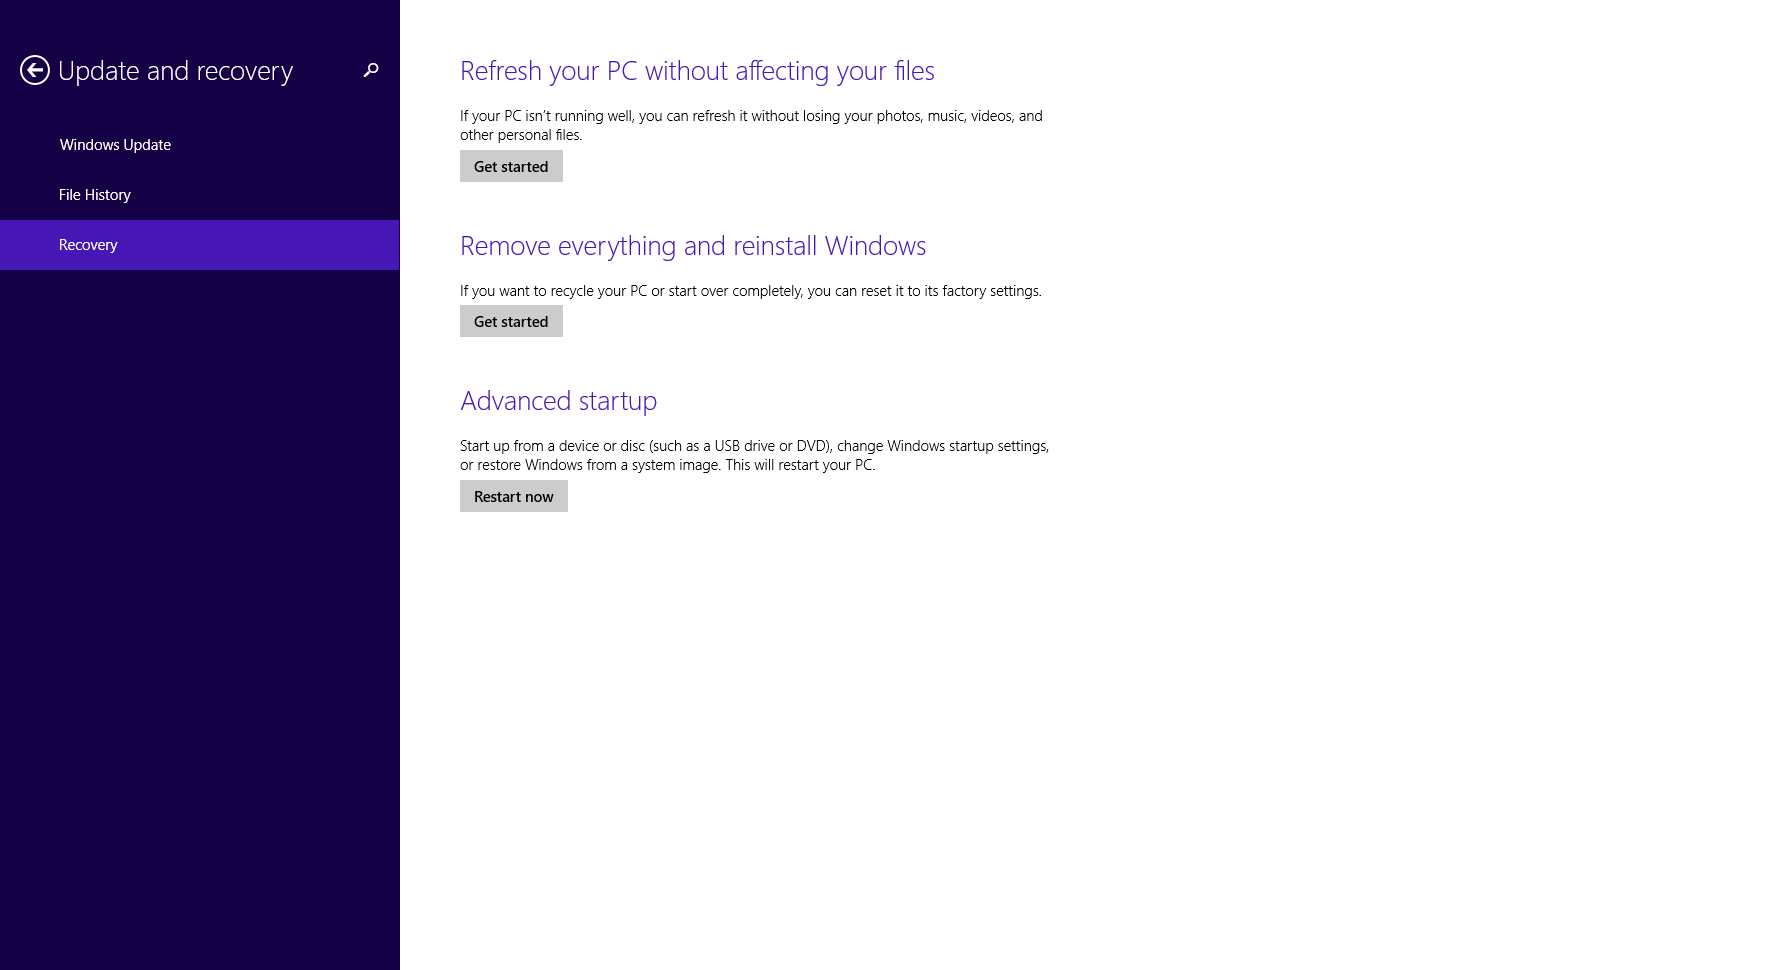 Update and recovery
Windows Update
File History
Recovery
Refresh your PC without affecting your files
If your PC isn't running well, you can refresh it without losing your photos, music, videos, and
other personal files.
Get started
Remove everything and reinstall Windows
If you want to recycle your PC or start over completely, you can reset it to its factory settings.
Get started
Advanced startup
Start up from a device or disc (such as a USB drive or DVD), change Windows startup settings,
or restore Windows from a system image. This will restart your PC.
Restart now